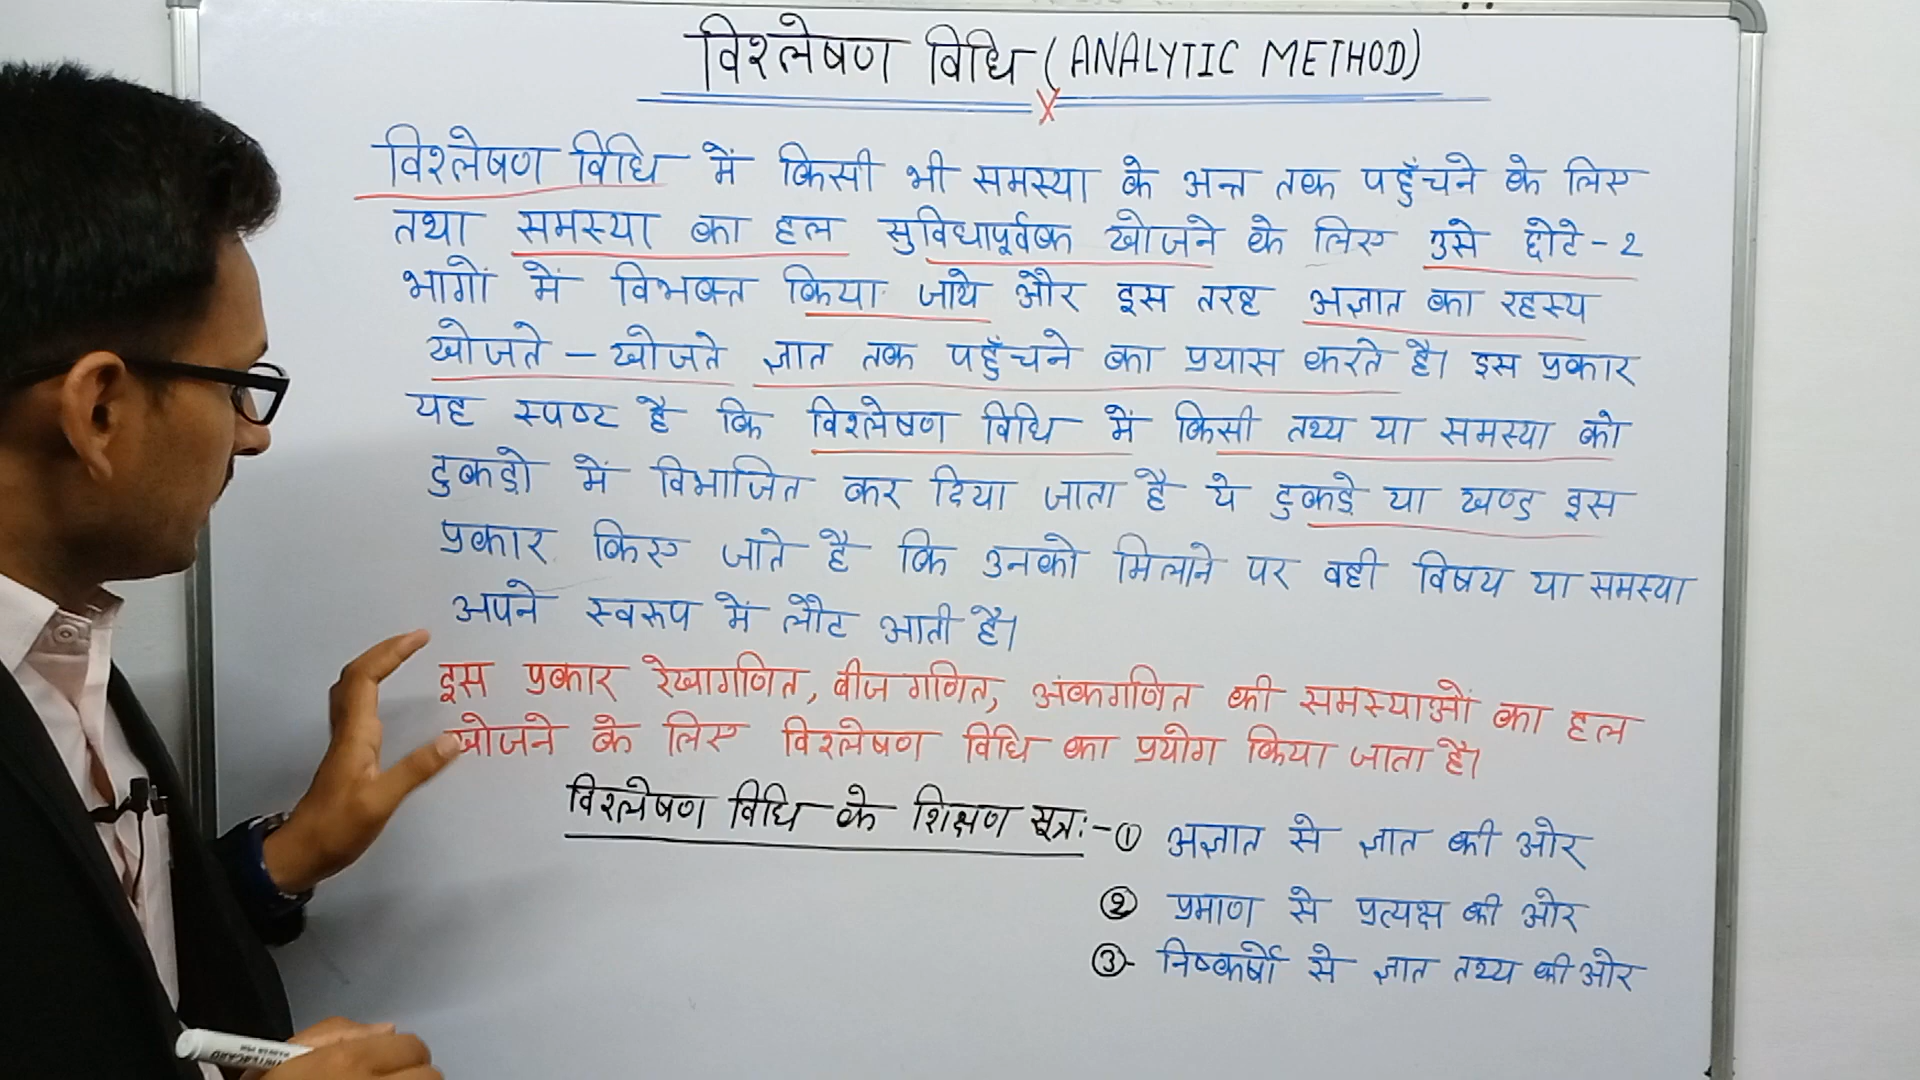 विश्लेषण विधि (ANALYTIC METHOD)
X
विश्लेषण विधि में किसी भी समस्या के अन्त तक पहुँचने के लिए
तथा समस्या का हल सुविधापूर्वक खोजने के लिए उसे छोटे-२
भागों में विभक्त किया जाये और इस तरह अज्ञात का रहस्य
खोजते - खोजते ज्ञात तक पहुँचने का प्रयास करते है। इस प्रकार
यह स्पष्ट है कि विश्लेषण विधि में किसी तथ्य या समस्या को
टुकड़ो में विभाजित कर दिया जाता है ये टुकड़े या खण्ड इस
प्रकार किए जाते है कि उनको मिलाने पर वही विषय या समस्या
अपने स्वरूप में लौट आती है।
इस प्रकार रेखागणित, बीजगणित, अंकगणित की समस्याओं का हल
खोजने के लिए विश्लेषण विधि का प्रयोग किया जाता है।
विश्लेषण विधि के शिक्षण सूत्र:- ① अज्ञात से ज्ञात की ओर
② प्रमाण से प्रत्यक्ष की ओर
③- निष्कर्षो से ज्ञात तथ्य की ओर